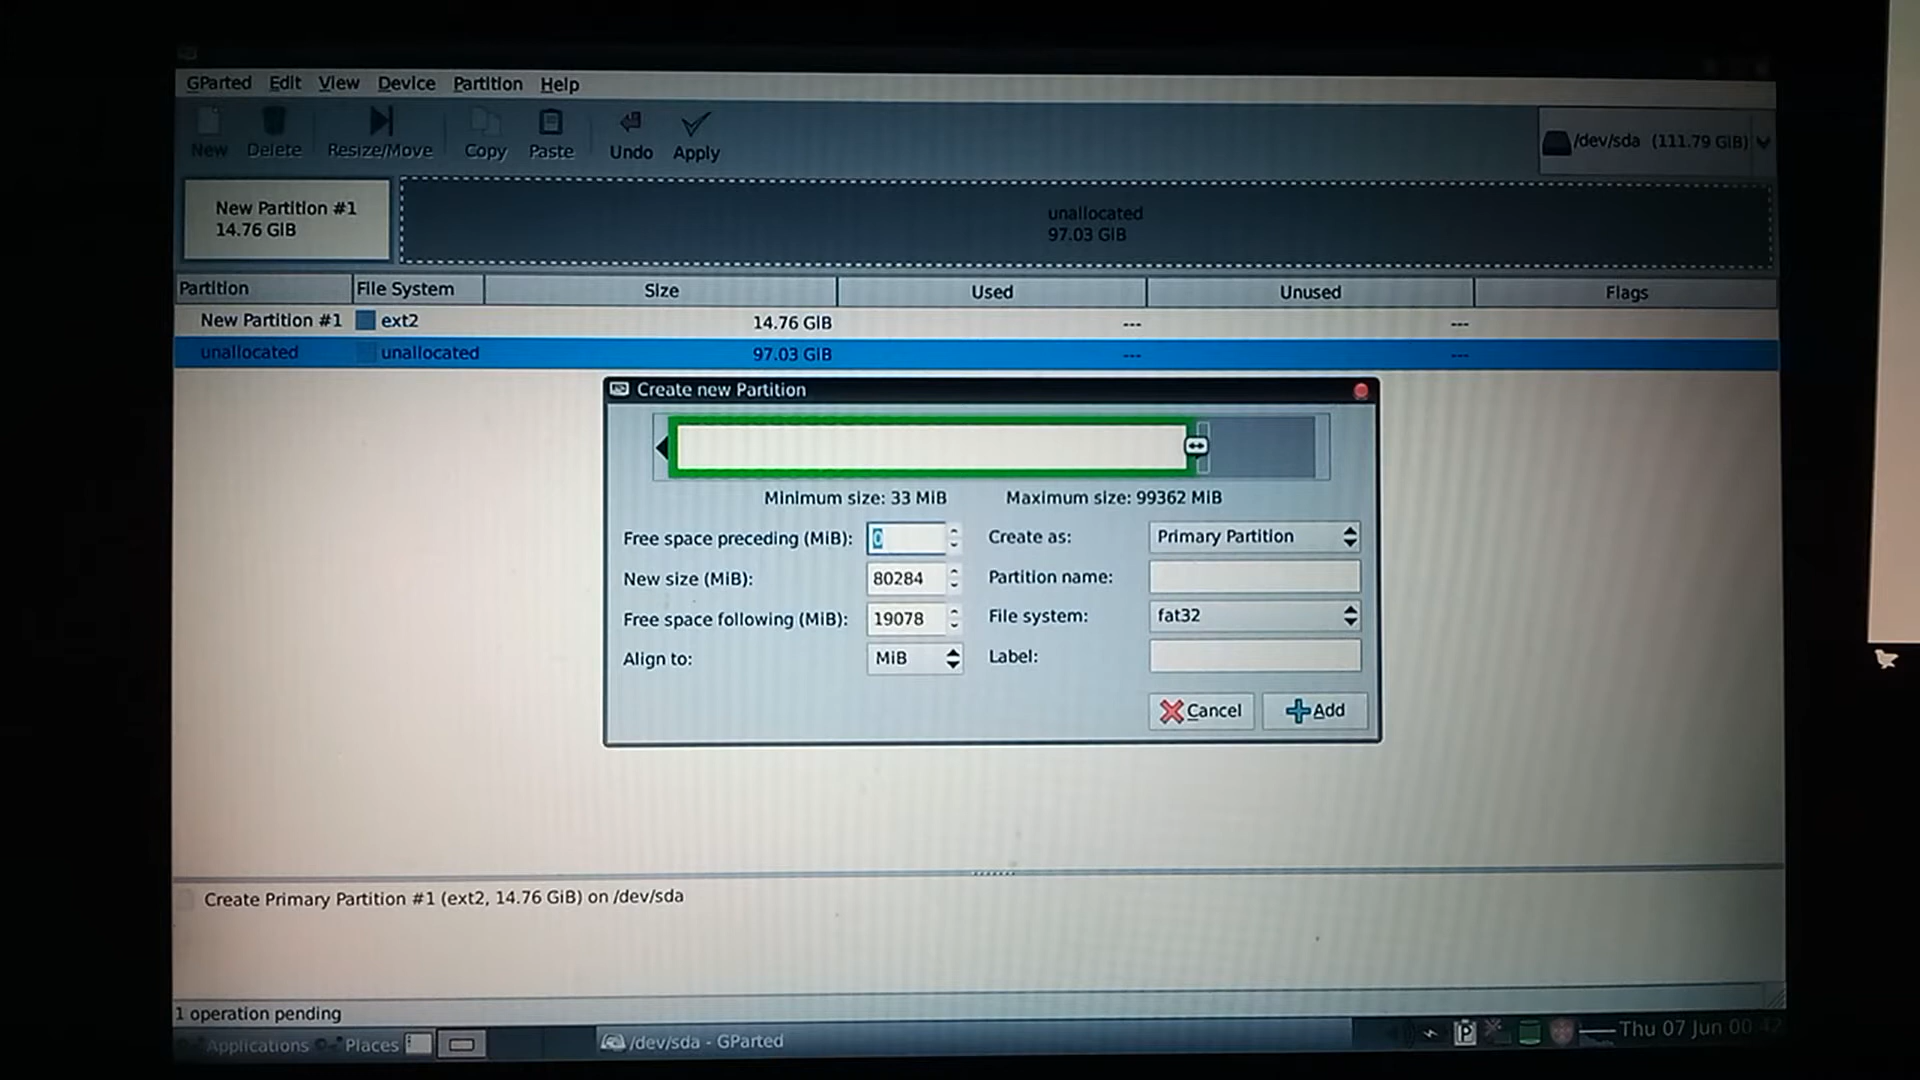 GParted Edit View Device Partition Help
New Delete Resize/Move Copy Paste Undo Apply
/dev/sda (111.79 GiB)
New Partition #1
14.76 GiB
unallocated
97.03 GiB
Partition File System Size Used Unused Flags
New Partition #1 ext2 14.76 GiB --- ---
unallocated unallocated 97.03 GiB --- ---
Create new Partition
Minimum size: 33 MiB Maximum size: 99362 MiB
Free space preceding (MiB): 0 Create as: Primary Partition
New size (MiB): 80284 Partition name:
Free space following (MiB): 19078 File system: fat32
Align to: MiB Label:
Cancel Add
Create Primary Partition #1 (ext2, 14.76 GiB) on /dev/sda
1 operation pending
Applications Places /dev/sda - GParted P Thu 07 Jun 00:42